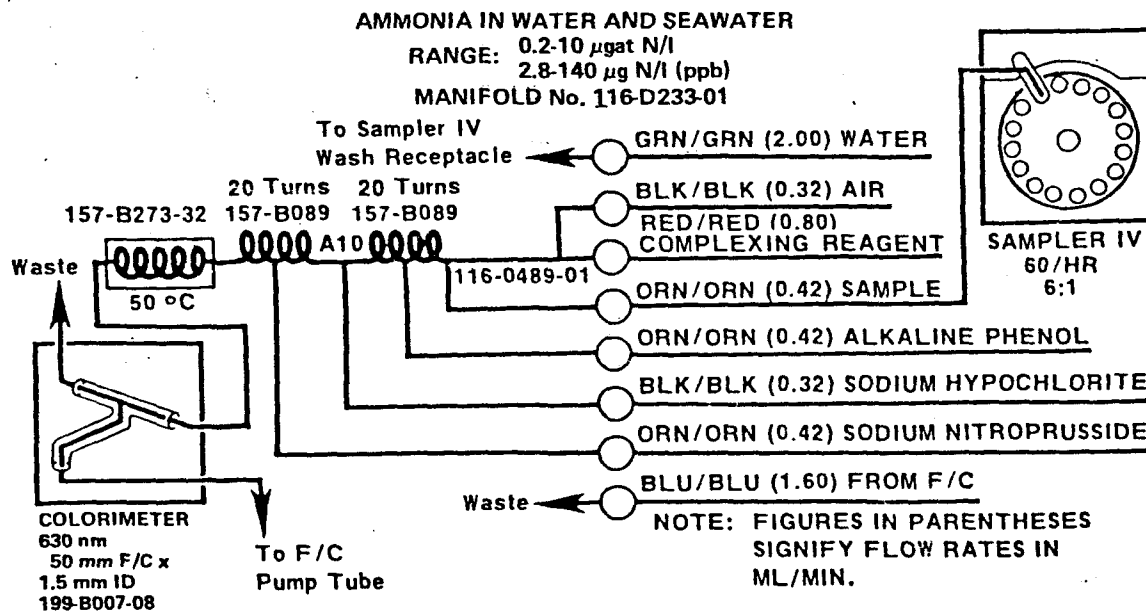 AMMONIA IN WATER AND SEAWATER
RANGE: 0.2-10 µgat N/l
2.8-140 µg N/l (ppb)
MANIFOLD No. 116-D233-01
To Sampler IV
Wash Receptacle
GRN/GRN (2.00) WATER
20 Turns
157-B089
20 Turns
157-B089
BLK/BLK (0.32) AIR
157-B273-32
A10
RED/RED (0.80)
COMPLEXING REAGENT
SAMPLER IV
60/HR
6:1
Waste
116-0489-01
50 °C
ORN/ORN (0.42) SAMPLE
ORN/ORN (0.42) ALKALINE PHENOL
BLK/BLK (0.32) SODIUM HYPOCHLORITE
ORN/ORN (0.42) SODIUM NITROPRUSSIDE
Waste
BLU/BLU (1.60) FROM F/C
COLORIMETER
630 nm
50 mm F/C x
1.5 mm ID
199-B007-08
To F/C
Pump Tube
NOTE: FIGURES IN PARENTHESES
SIGNIFY FLOW RATES IN
ML/MIN.